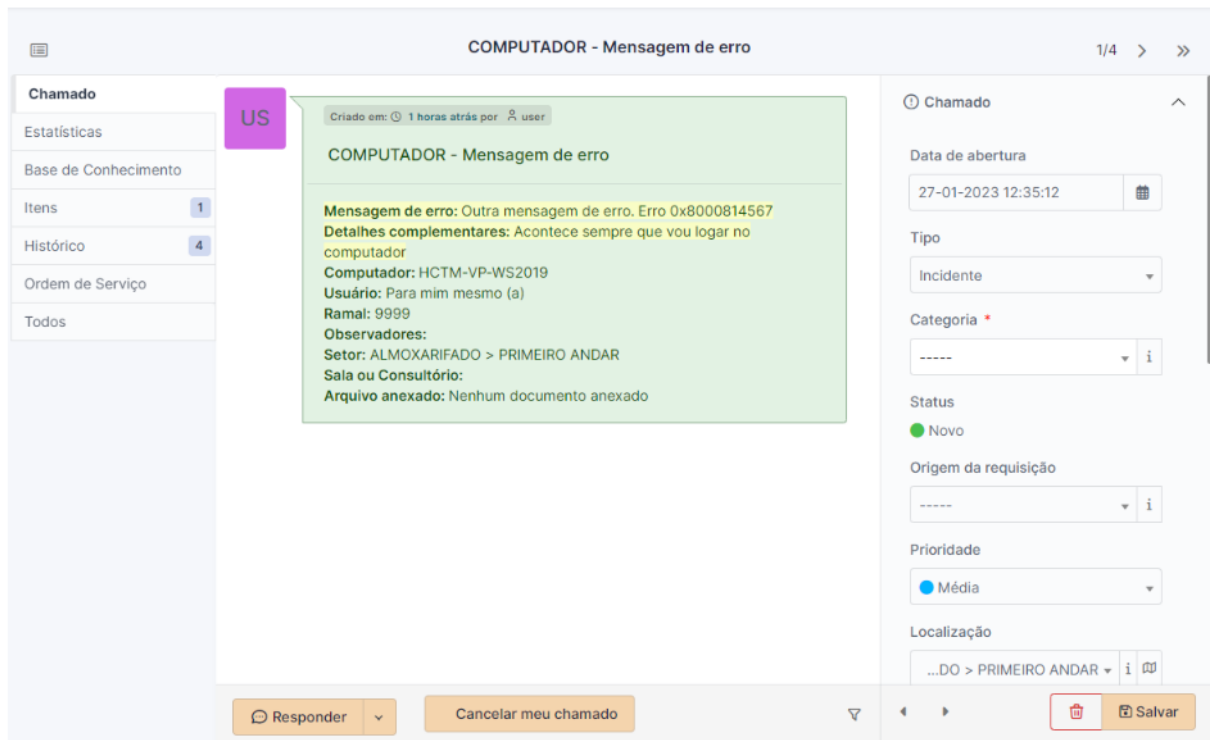 COMPUTADOR - Mensagem de erro
1/4
Chamado
Estatísticas
Base de Conhecimento
Itens 1
Histórico 4
Ordem de Serviço
Todos
US
Criado em: 1 horas atrás por user
COMPUTADOR - Mensagem de erro
Mensagem de erro: Outra mensagem de erro. Erro 0x8000814567
Detalhes complementares: Acontece sempre que vou logar no
computador
Computador: HCTM-VP-WS2019
Usuário: Para mim mesmo (a)
Ramal: 9999
Observadores:
Setor: ALMOXARIFADO > PRIMEIRO ANDAR
Sala ou Consultório:
Arquivo anexado: Nenhum documento anexado
Responder
Cancelar meu chamado
Chamado
Data de abertura
27-01-2023 12:35:12
Tipo
Incidente
Categoria *
-----
i
Status
Novo
Origem da requisição
-----
i
Prioridade
Média
Localização
...DO > PRIMEIRO ANDAR
i
Salvar